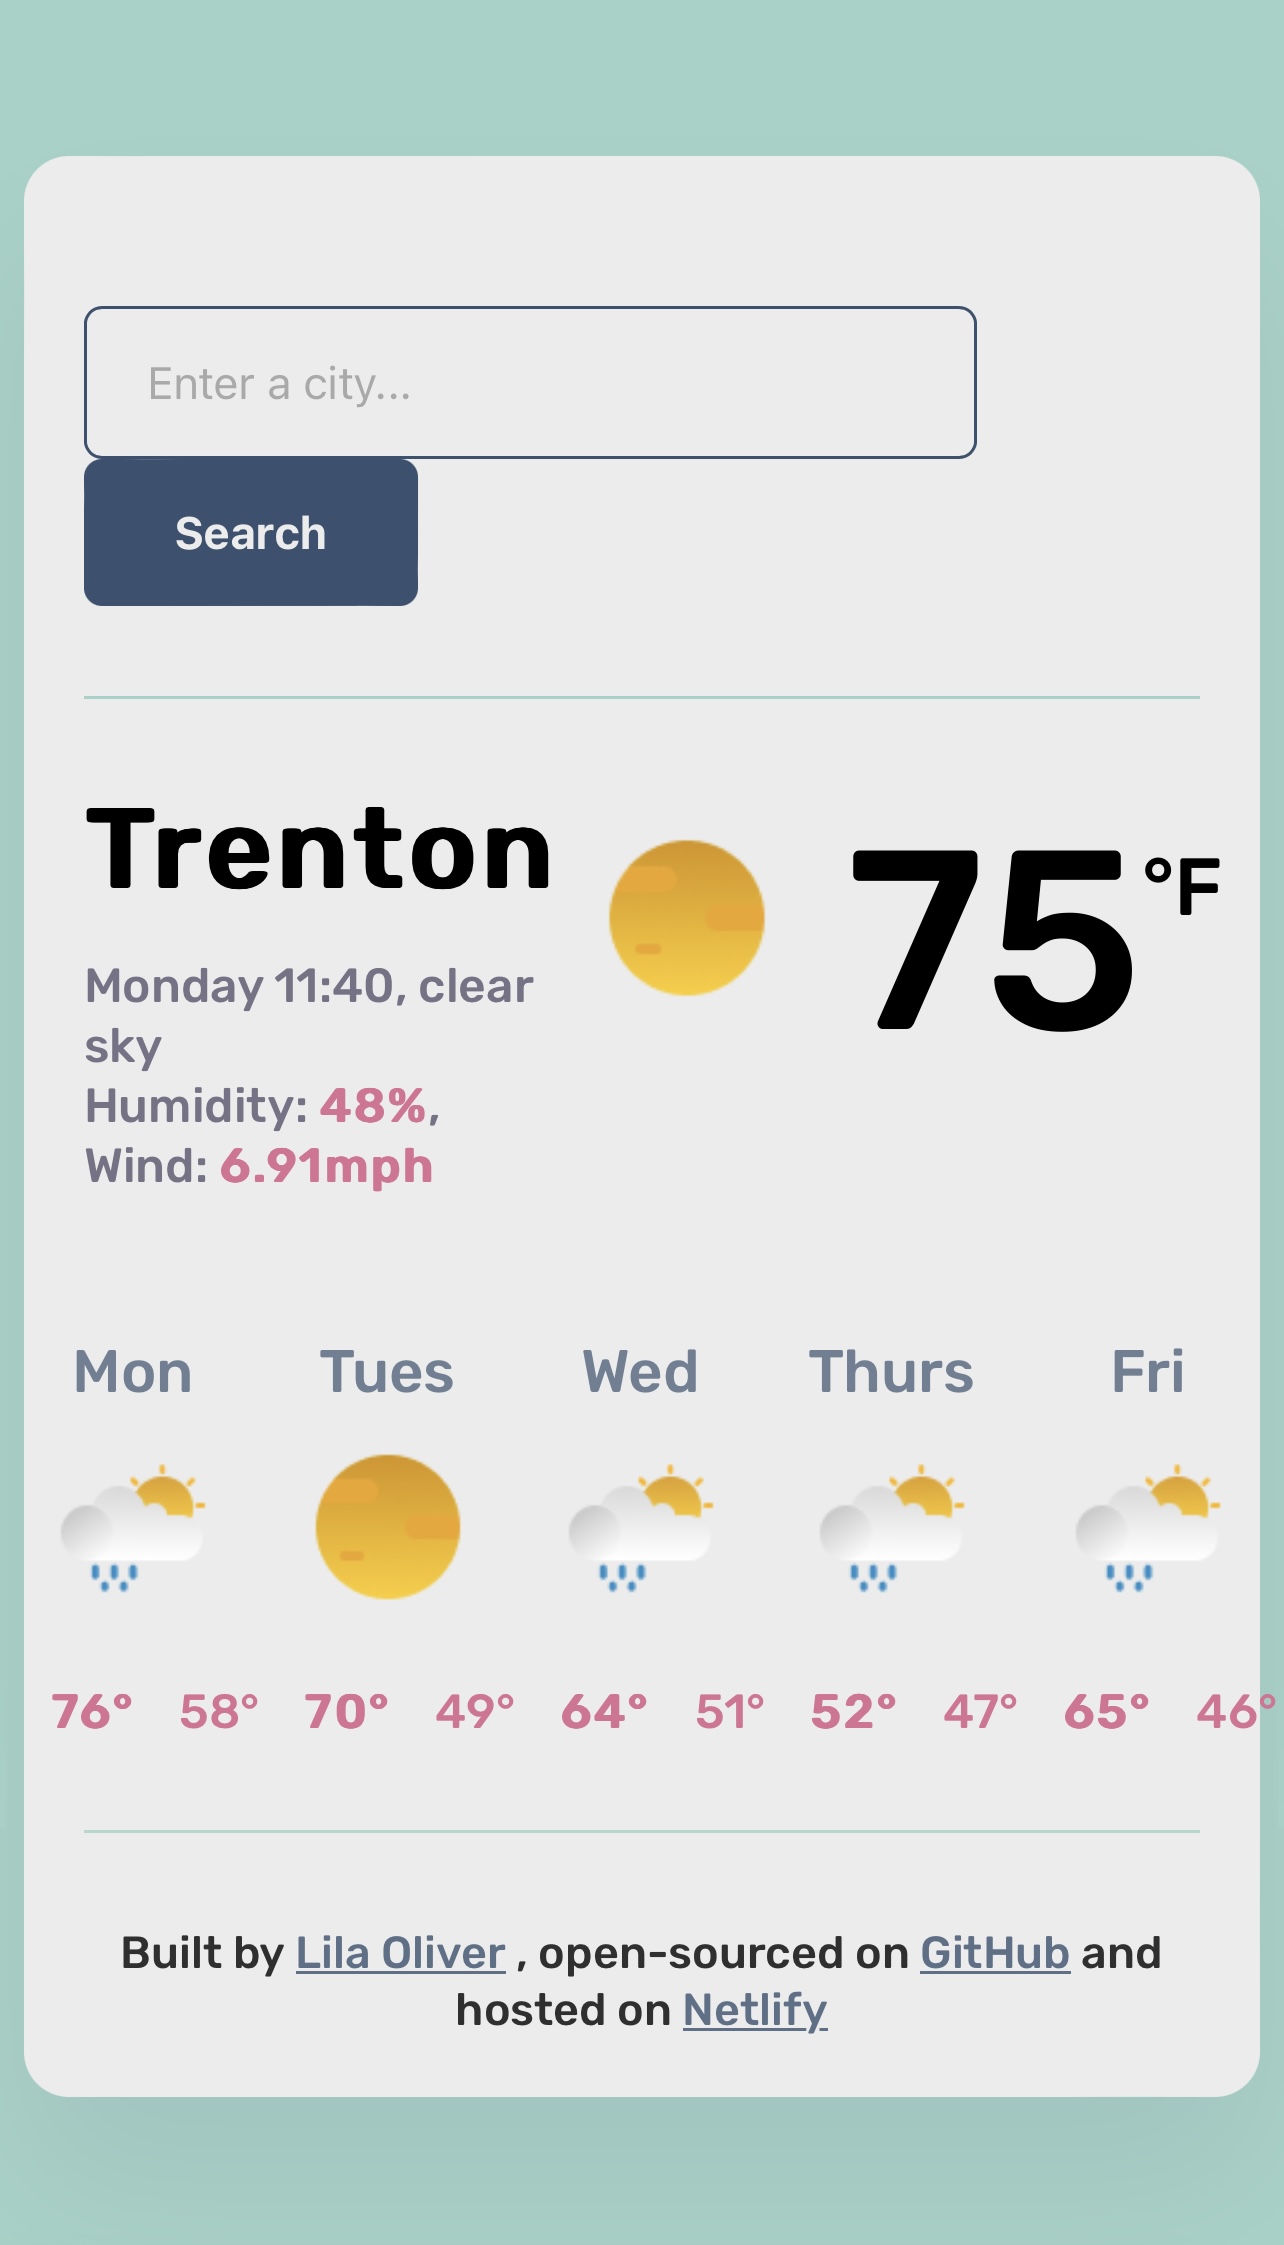 Enter a city...
Search
Trenton
75 °F
Monday 11:40, clear
sky
Humidity: 48%,
Wind: 6.91mph
Mon Tues Wed Thurs Fri
76° 58° 70° 49° 64° 51° 52° 47° 65° 46°
Built by Lila Oliver , open-sourced on GitHub and
hosted on Netlify